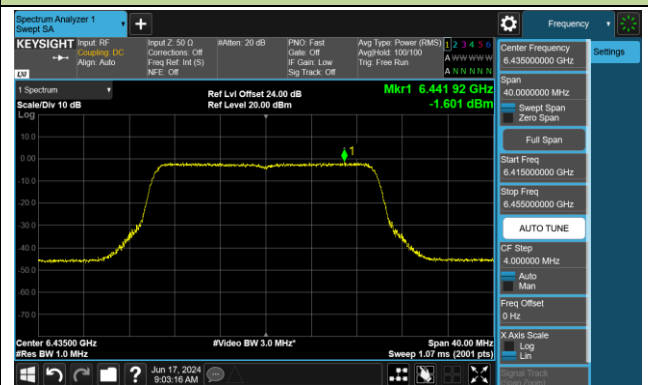 Spectrum Analyzer 1
Swept SA
Frequency
KEYSIGHT
Input: RF
Coupling: DC
Align: Auto
Input Z: 50 Ω
Corrections: Off
Freq Ref: Int (S)
NFE: Off
#Atten: 20 dB
PNO: Fast
Gate: Off
IF Gain: Low
Sig Track: Off
Avg Type: Power (RMS)
Avg|Hold: 100/100
Trig: Free Run
1 2 3 4 5 6
A W W W W W
A N N N N N
LXI
1 Spectrum
Scale/Div 10 dB
Log
Ref Lvl Offset 24.00 dB
Ref Level 20.00 dBm
Mkr1 6.441 92 GHz
-1.601 dBm
1
10.0
0.00
-10.0
-20.0
-30.0
-40.0
-50.0
-60.0
-70.0
Center 6.43500 GHz
#Res BW 1.0 MHz
#Video BW 3.0 MHz*
Span 40.00 MHz
Sweep 1.07 ms (2001 pts)
Jun 17, 2024
9:03:16 AM
Center Frequency
6.435000000 GHz
Settings
Span
40.0000000 MHz
Swept Span
Zero Span
Full Span
Start Freq
6.415000000 GHz
Stop Freq
6.455000000 GHz
AUTO TUNE
CF Step
4.000000 MHz
Auto
Man
Freq Offset
0 Hz
X Axis Scale
Log
Lin
Signal Track
(Span Zoom)